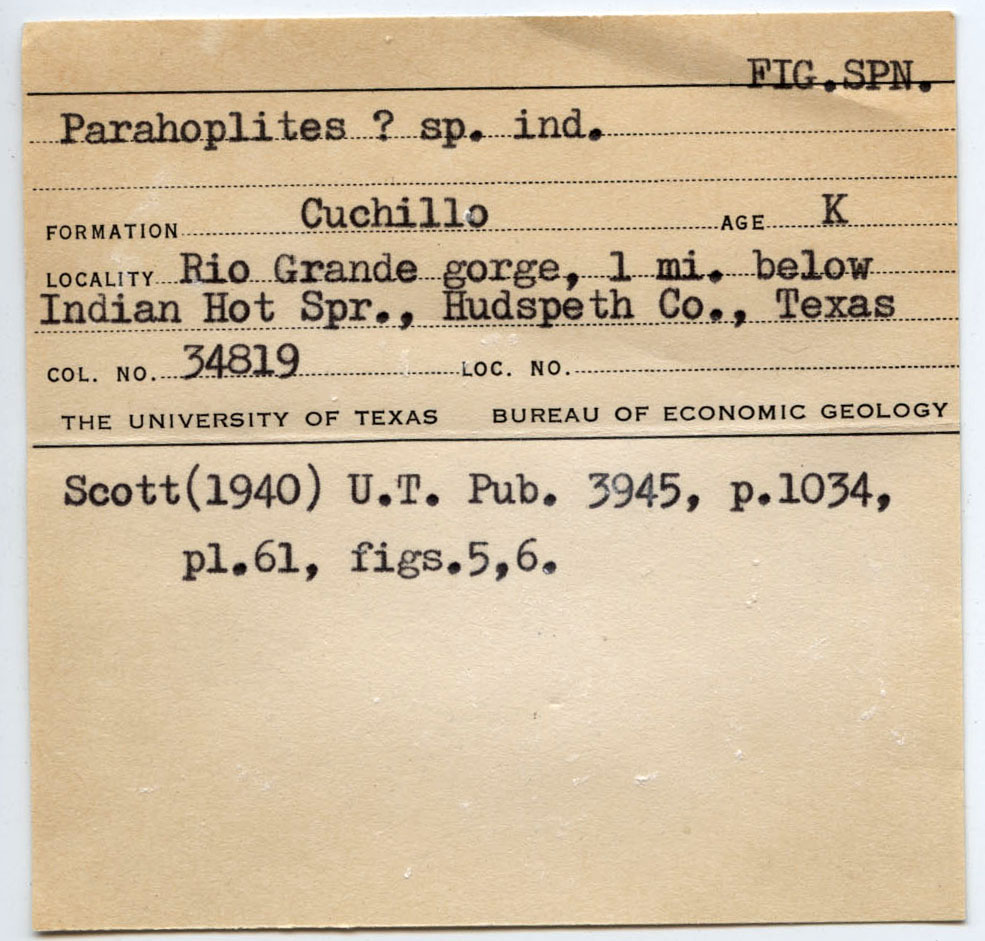 FIG.SPN.
Parahoplites ? sp. ind.
FORMATION Cuchillo AGE K
LOCALITY Rio Grande gorge, 1 mi. below
Indian Hot Spr., Hudspeth Co., Texas
COL. NO. 34819 LOC. NO.
THE UNIVERSITY OF TEXAS BUREAU OF ECONOMIC GEOLOGY
Scott(1940) U.T. Pub. 3945, p.1034,
pl.61, figs.5,6.